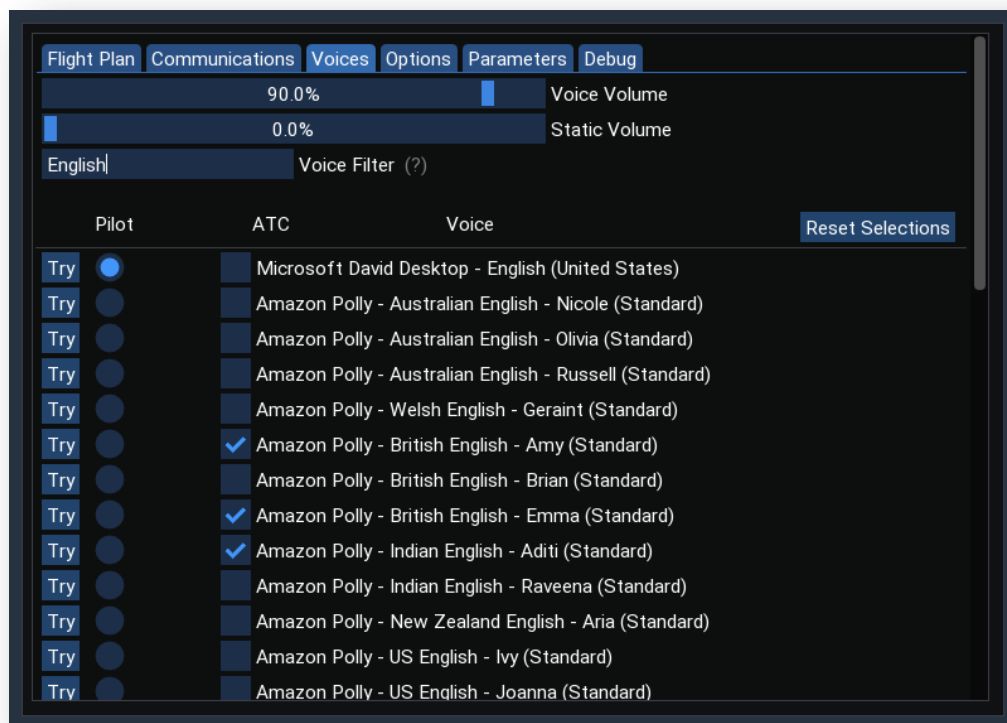 Flight Plan Communications Voices Options Parameters Debug
90.0% Voice Volume
0.0% Static Volume
English Voice Filter (?)
Pilot ATC Voice Reset Selections
Try Microsoft David Desktop - English (United States)
Try Amazon Polly - Australian English - Nicole (Standard)
Try Amazon Polly - Australian English - Olivia (Standard)
Try Amazon Polly - Australian English - Russell (Standard)
Try Amazon Polly - Welsh English - Geraint (Standard)
Try Amazon Polly - British English - Amy (Standard)
Try Amazon Polly - British English - Brian (Standard)
Try Amazon Polly - British English - Emma (Standard)
Try Amazon Polly - Indian English - Aditi (Standard)
Try Amazon Polly - Indian English - Raveena (Standard)
Try Amazon Polly - New Zealand English - Aria (Standard)
Try Amazon Polly - US English - Ivy (Standard)
Try Amazon Polly - US English - Joanna (Standard)